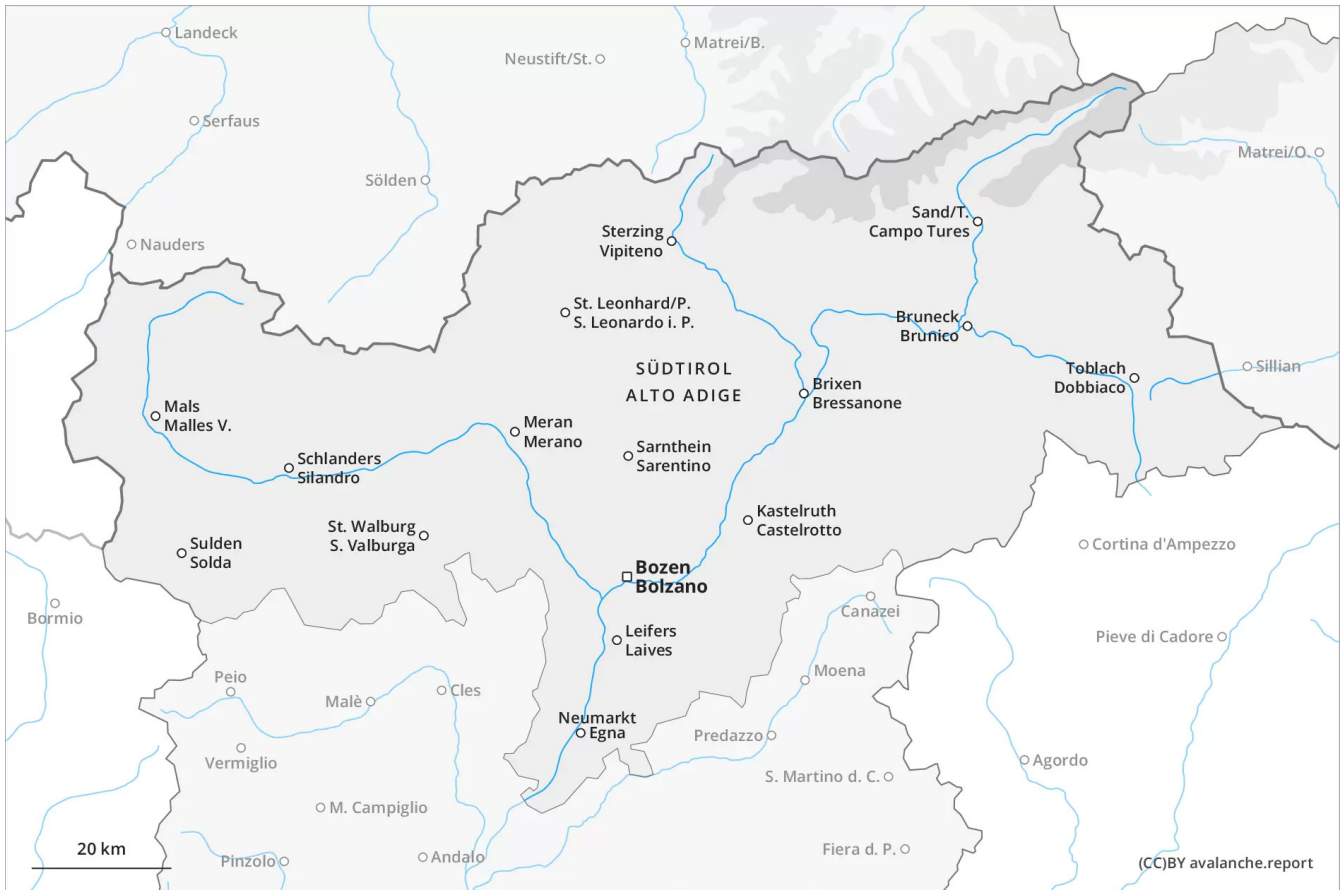 Landeck
Matrei/B.
Neustift/St.
Serfaus
Matrei/O.
Sölden
Sand/T.
Campo Tures
Sterzing
Vipiteno
Nauders
St. Leonhard/P.
S. Leonardo i. P.
Bruneck
Brunico
SÜDTIROL
ALTO ADIGE
Toblach
Dobbiaco
Sillian
Brixen
Bressanone
Mals
Malles V.
Meran
Merano
Sarnthein
Sarentino
Schlanders
Silandro
Kastelruth
Castelrotto
St. Walburg
S. Valburga
Sulden
Solda
Cortina d'Ampezzo
Bozen
Bolzano
Bormio
Canazei
Leifers
Laives
Pieve di Cadore
Peio
Moena
Malè
Cles
Neumarkt
Egna
Predazzo
Vermiglio
Agordo
S. Martino d. C.
M. Campiglio
20 km
Pinzolo
Andalo
Fiera d. P.
(CC)BY avalanche.report